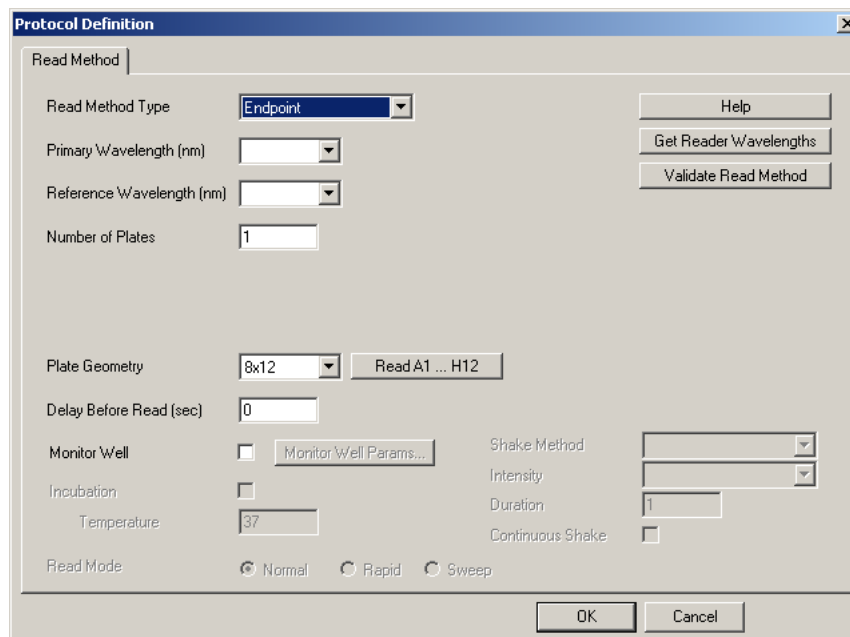 Protocol Definition
Read Method
Read Method Type Endpoint Help
Primary Wavelength (nm) Get Reader Wavelengths
Validate Read Method
Reference Wavelength (nm)
Number of Plates 1
Plate Geometry 8x12 Read A1 ... H12
Delay Before Read (sec) 0
Monitor Well Monitor Well Params... Shake Method
Intensity
Incubation
Duration 1
Temperature 37
Continuous Shake
Read Mode Normal Rapid Sweep
OK Cancel